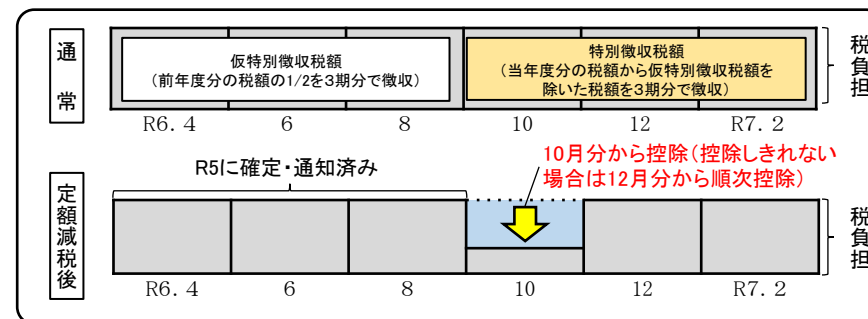 通常
仮特別徴収税額
(前年度分の税額の1/2を3期分で徴収)
特別徴収税額
(当年度分の税額から仮特別徴収税額を
除いた税額を3期分で徴収)
税負担
R6.4 6 8 10 12 R7.2
R5に確定・通知済み
10月分から控除(控除しきれない
場合は12月分から順次控除)
定額減税後
税負担
R6.4 6 8 10 12 R7.2